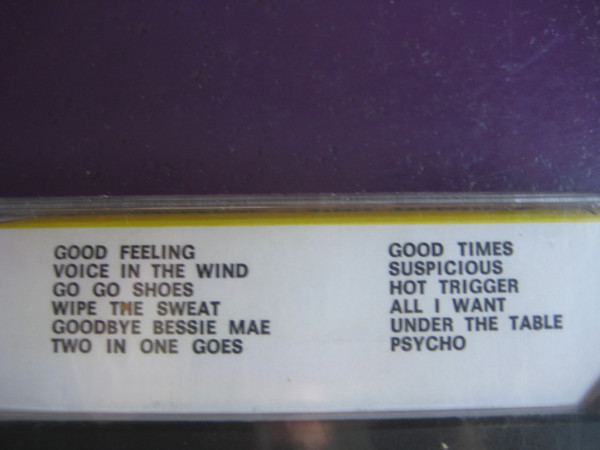 GOOD FEELING
VOICE IN THE WIND
GO GO SHOES
WIPE THE SWEAT
GOODBYE BESSIE MAE
TWO IN ONE GOES
GOOD TIMES
SUSPICIOUS
HOT TRIGGER
ALL I WANT
UNDER THE TABLE
PSYCHO